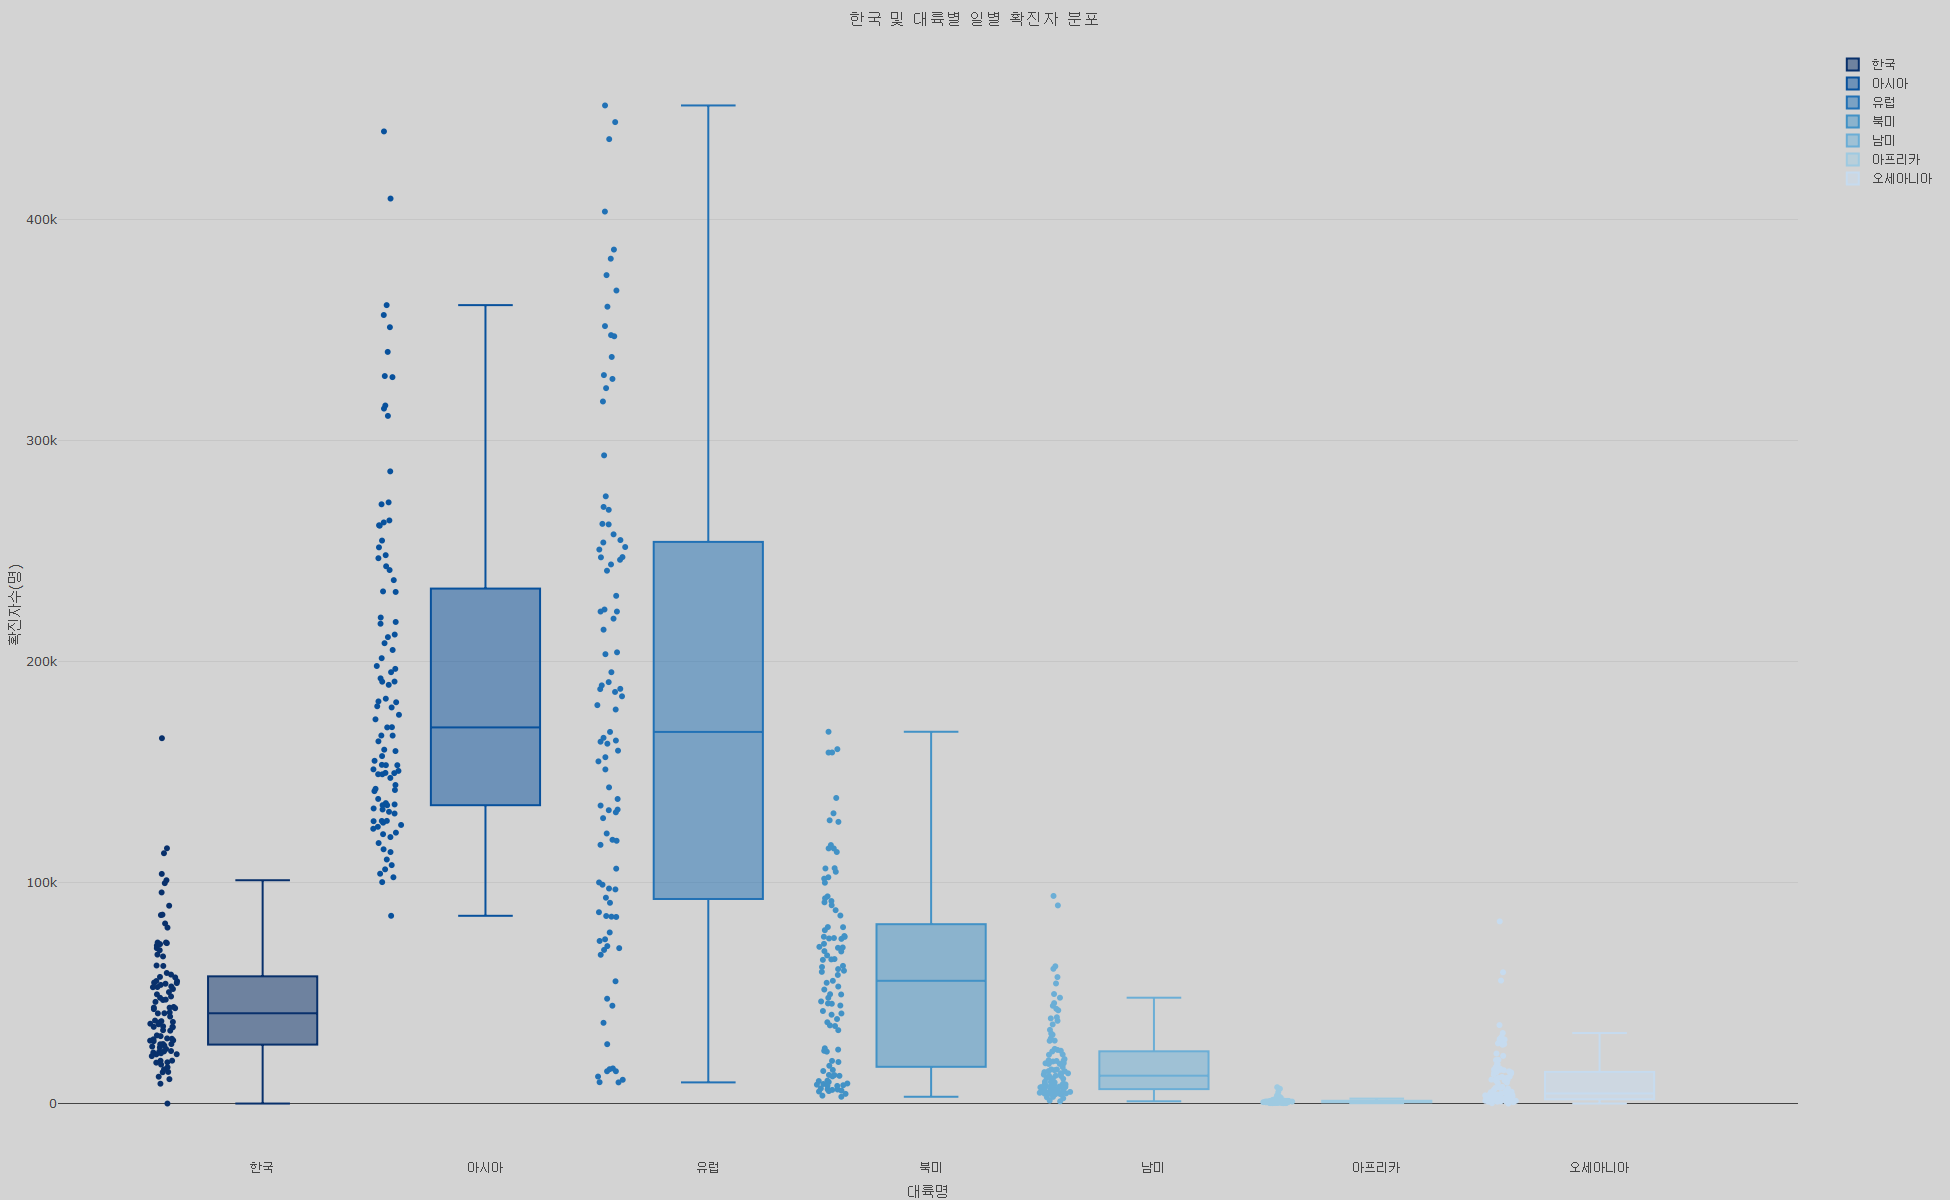 한국 및 대륙별 일별 확진자 분포
한국
아시아
유럽
북미
남미
아프리카
오세아니아
확진자수(명)
400k
300k
200k
100k
0
한국
아시아
유럽
북미
남미
아프리카
오세아니아
대륙명